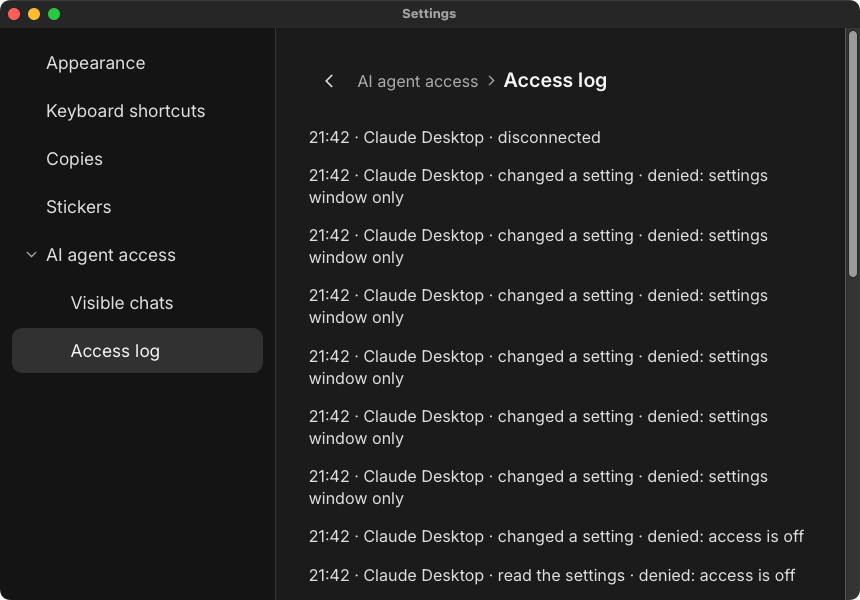 Settings
Appearance
Keyboard shortcuts
Copies
Stickers
AI agent access
Visible chats
Access log
AI agent access > Access log
21:42 · Claude Desktop · disconnected
21:42 · Claude Desktop · changed a setting · denied: settings
window only
21:42 · Claude Desktop · changed a setting · denied: settings
window only
21:42 · Claude Desktop · changed a setting · denied: settings
window only
21:42 · Claude Desktop · changed a setting · denied: settings
window only
21:42 · Claude Desktop · changed a setting · denied: settings
window only
21:42 · Claude Desktop · changed a setting · denied: settings
window only
21:42 · Claude Desktop · changed a setting · denied: access is off
21:42 · Claude Desktop · read the settings · denied: access is off